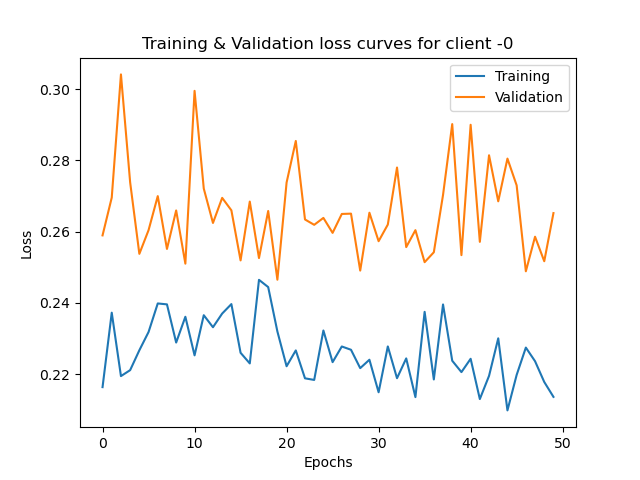 Training & Validation loss curves for client -0
Training
Validation
Loss
0.30
0.28
0.26
0.24
0.22
0 10 20 30 40 50
Epochs